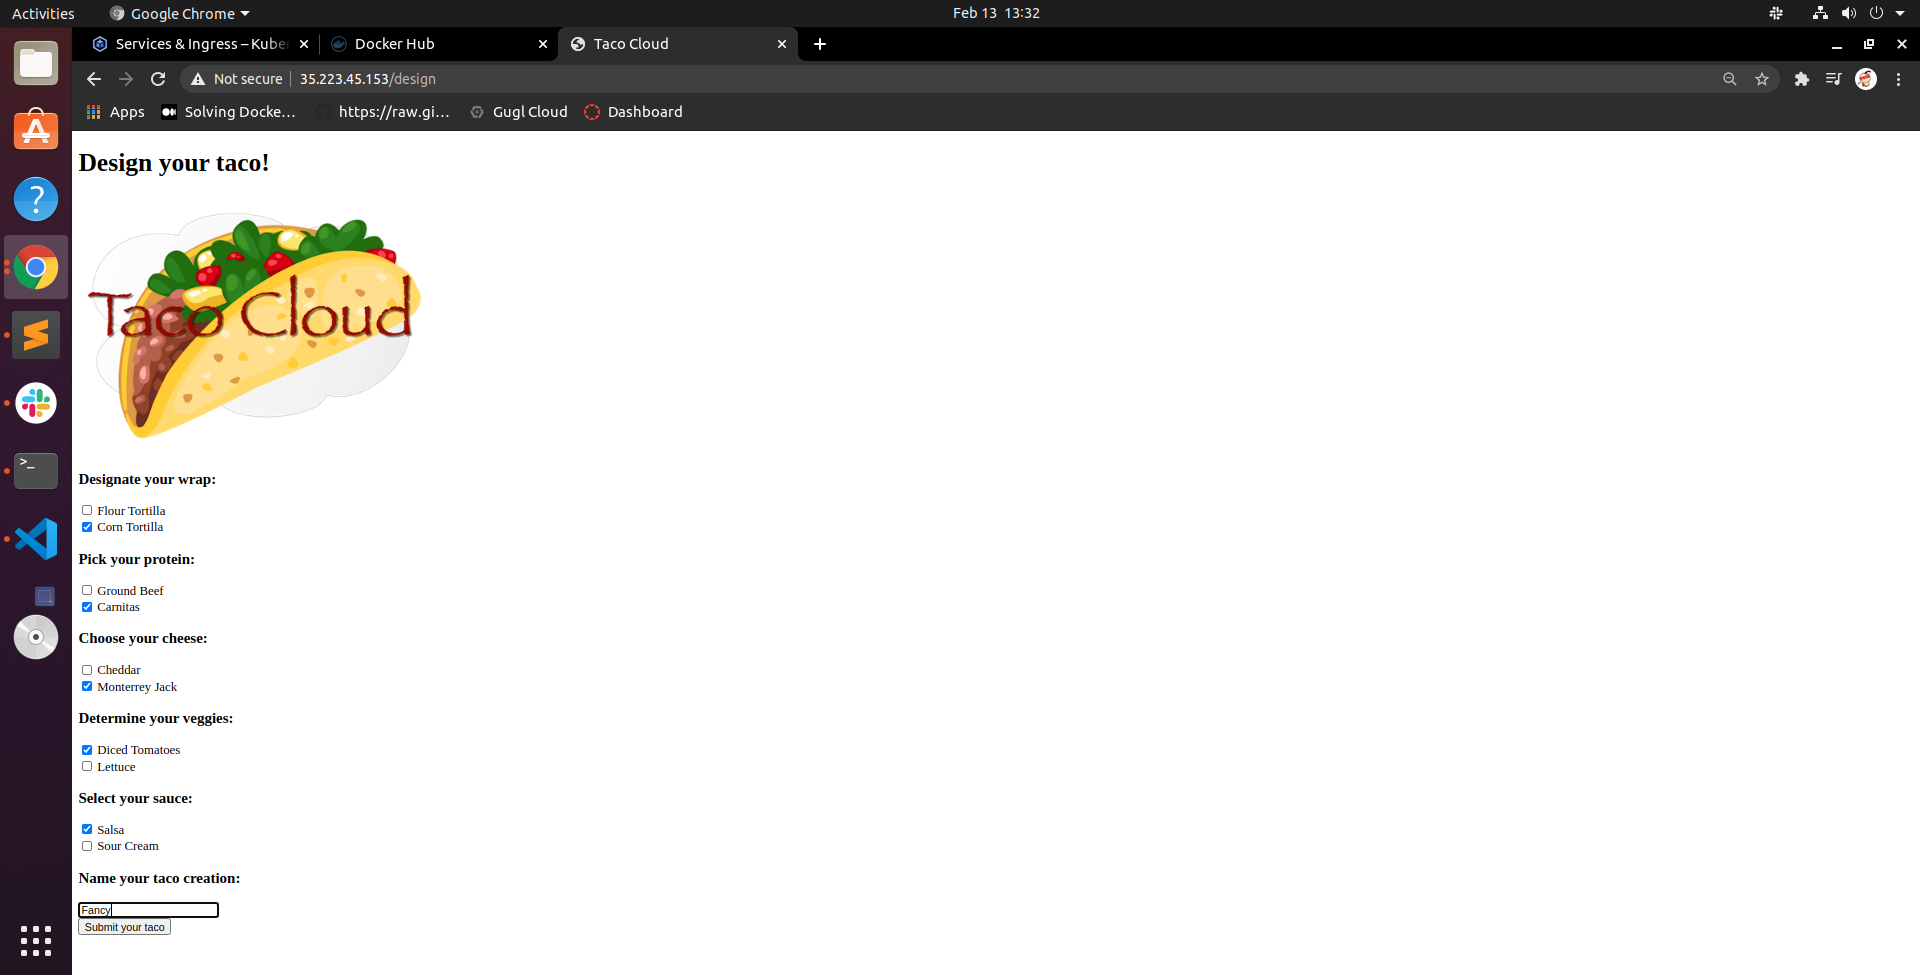 Activities
Google Chrome
Feb 13 13:32
Services & Ingress – Kuber
Docker Hub
Taco Cloud
Not secure
35.223.45.153/design
Apps
Solving Docke…
https://raw.gi…
Gugl Cloud
Dashboard
Design your taco!
Taco Cloud
Designate your wrap:
Flour Tortilla
Corn Tortilla
Pick your protein:
Ground Beef
Carnitas
Choose your cheese:
Cheddar
Monterrey Jack
Determine your veggies:
Diced Tomatoes
Lettuce
Select your sauce:
Salsa
Sour Cream
Name your taco creation:
Fancy
Submit your taco